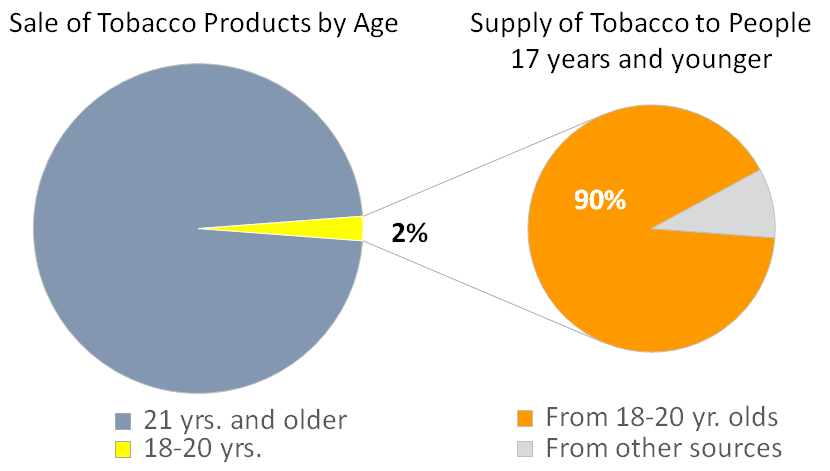 Sale of Tobacco Products by Age
Supply of Tobacco to People
17 years and younger
2%
90%
21 yrs. and older
18-20 yrs.
From 18-20 yr. olds
From other sources